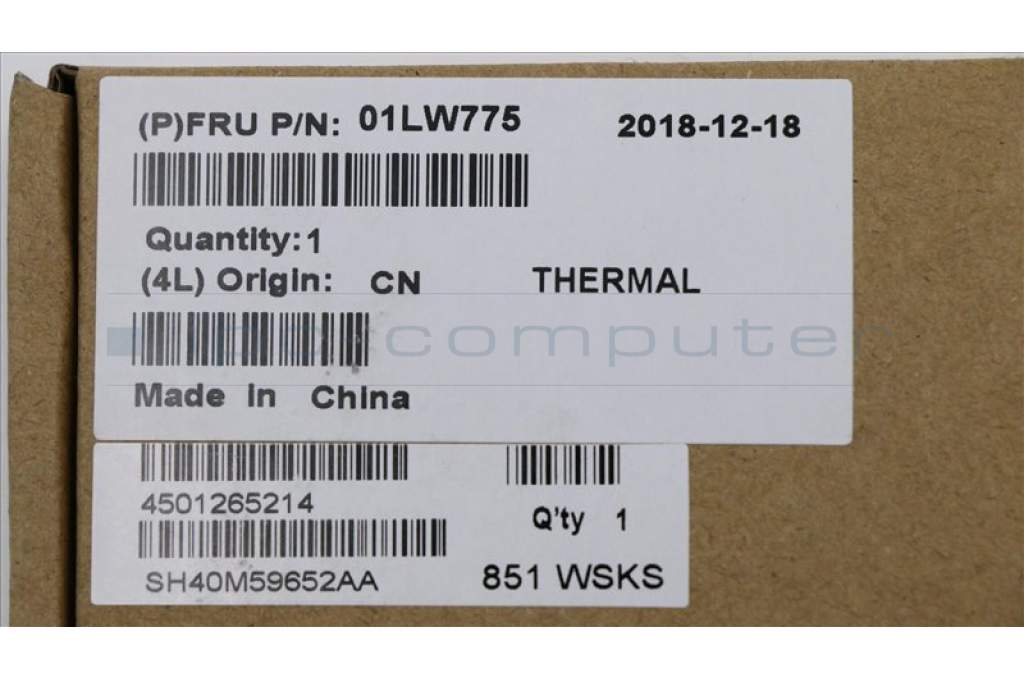 (P)FRU P/N: 01LW775 2018-12-18
Quantity:1
(4L) Origin: CN THERMAL
computer
Made in China
4501265214
Q'ty 1
SH40M59652AA 851 WSKS